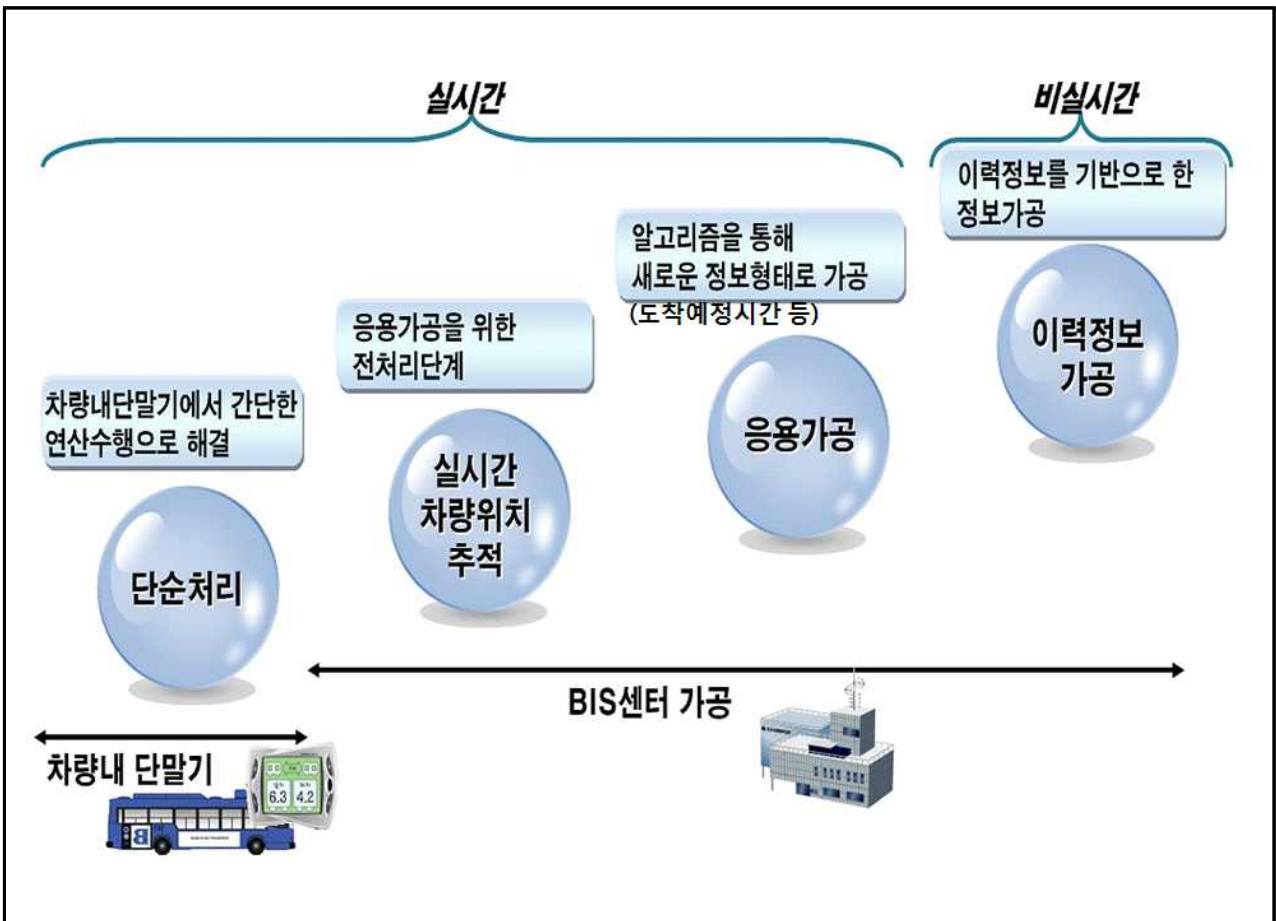 실시간
비실시간
이력정보를 기반으로 한
정보가공
알고리즘을 통해
새로운 정보형태로 가공
(도착예정시간 등)
응용가공을 위한
전처리단계
차량내단말기에서 간단한
연산수행으로 해결
이력정보
가공
응용가공
실시간
차량위치
추적
단순처리
BIS센터 가공
차량내 단말기
6.3 4.2
B